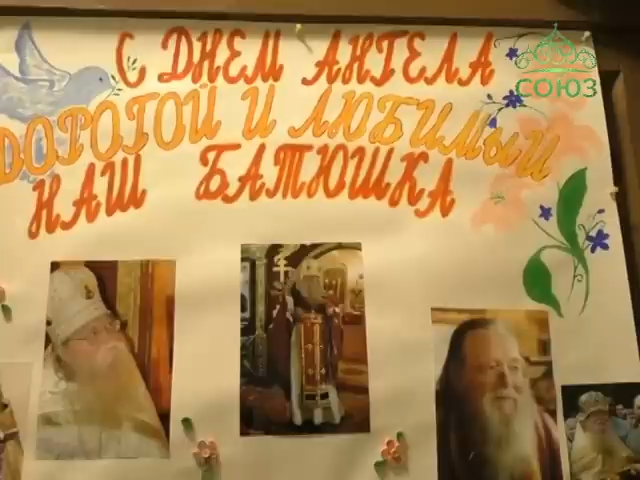 СОЮЗ
С ДНЕМ АНГЕЛА
ДОРОГОЙ И ЛЮБИМЫЙ
НАШ БАТЮШКА